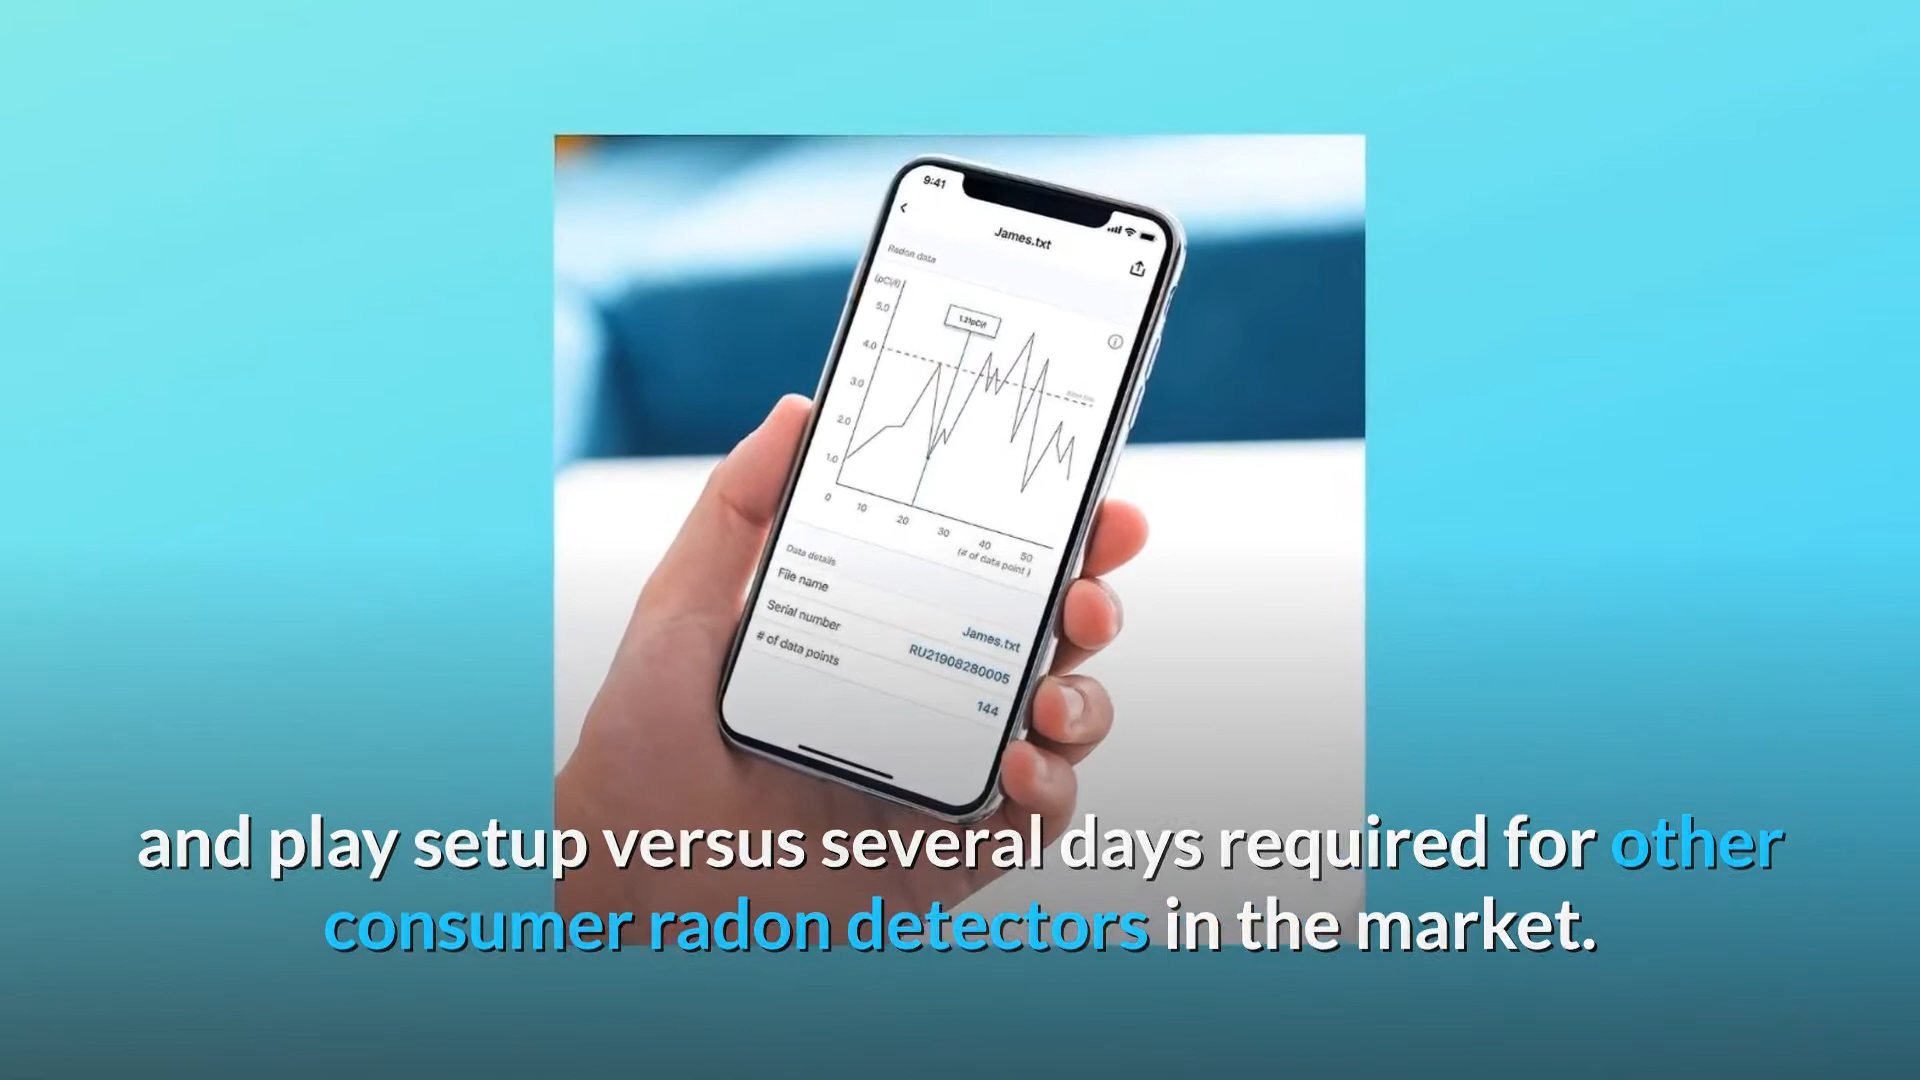 9:41
James.txt
Radon data
(pCi/l)
5.0
1.21pCi/l
4.0
3.0
2.0
1.0
0
10
20
30
40
50
(# of data point )
Data details
File name
James.txt
Serial number
RU21908280005
# of data points
144
and play setup versus several days required for other
consumer radon detectors in the market.